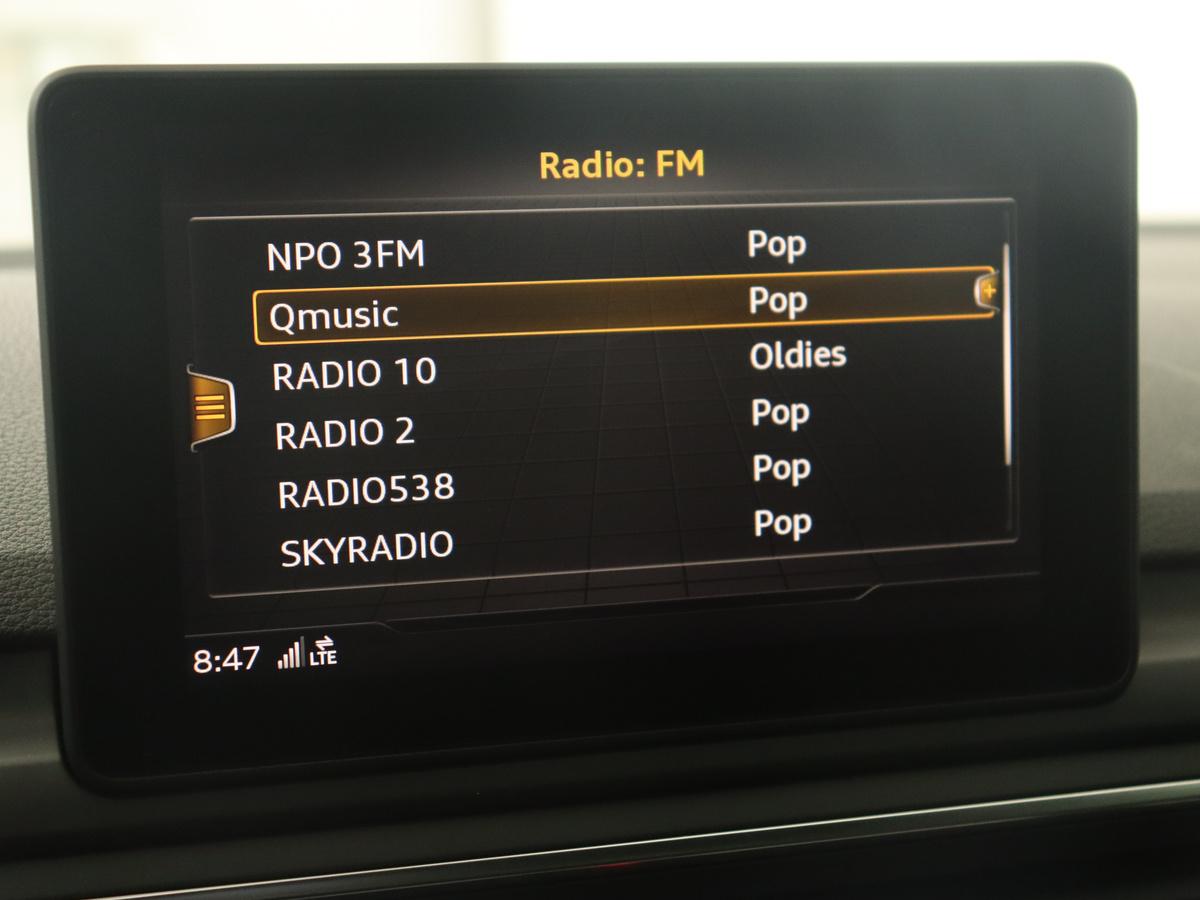 Radio: FM
NPO 3FM Pop
Qmusic Pop
RADIO 10 Oldies
RADIO 2 Pop
RADIO538 Pop
SKYRADIO Pop
8:47 LTE